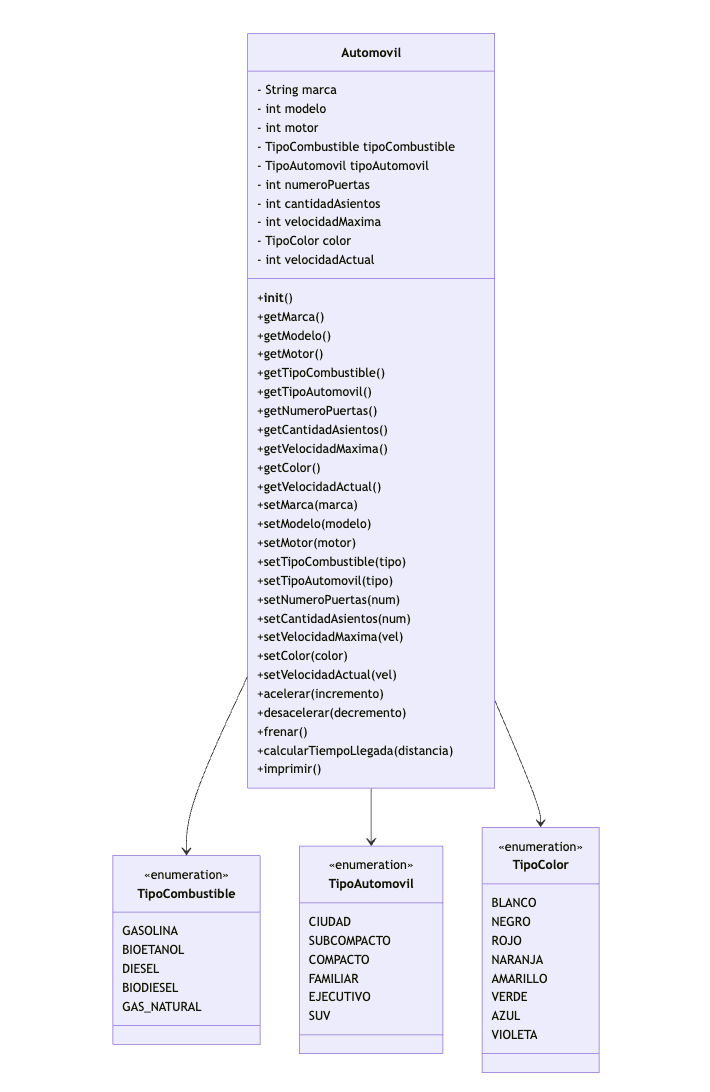 Automovil
- String marca
- int modelo
- int motor
- TipoCombustible tipoCombustible
- TipoAutomovil tipoAutomovil
- int numeroPuertas
- int cantidadAsientos
- int velocidadMaxima
- TipoColor color
- int velocidadActual
+init()
+getMarca()
+getModelo()
+getMotor()
+getTipoCombustible()
+getTipoAutomovil()
+getNumeroPuertas()
+getCantidadAsientos()
+getVelocidadMaxima()
+getColor()
+getVelocidadActual()
+setMarca(marca)
+setModelo(modelo)
+setMotor(motor)
+setTipoCombustible(tipo)
+setTipoAutomovil(tipo)
+setNumeroPuertas(num)
+setCantidadAsientos(num)
+setVelocidadMaxima(vel)
+setColor(color)
+setVelocidadActual(vel)
+acelerar(incremento)
+desacelerar(decremento)
+frenar()
+calcularTiempoLlegada(distancia)
+imprimir()
«enumeration»
TipoCombustible
GASOLINA
BIOETANOL
DIESEL
BIODIESEL
GAS_NATURAL
«enumeration»
TipoAutomovil
CIUDAD
SUBCOMPACTO
COMPACTO
FAMILIAR
EJECUTIVO
SUV
«enumeration»
TipoColor
BLANCO
NEGRO
ROJO
NARANJA
AMARILLO
VERDE
AZUL
VIOLETA